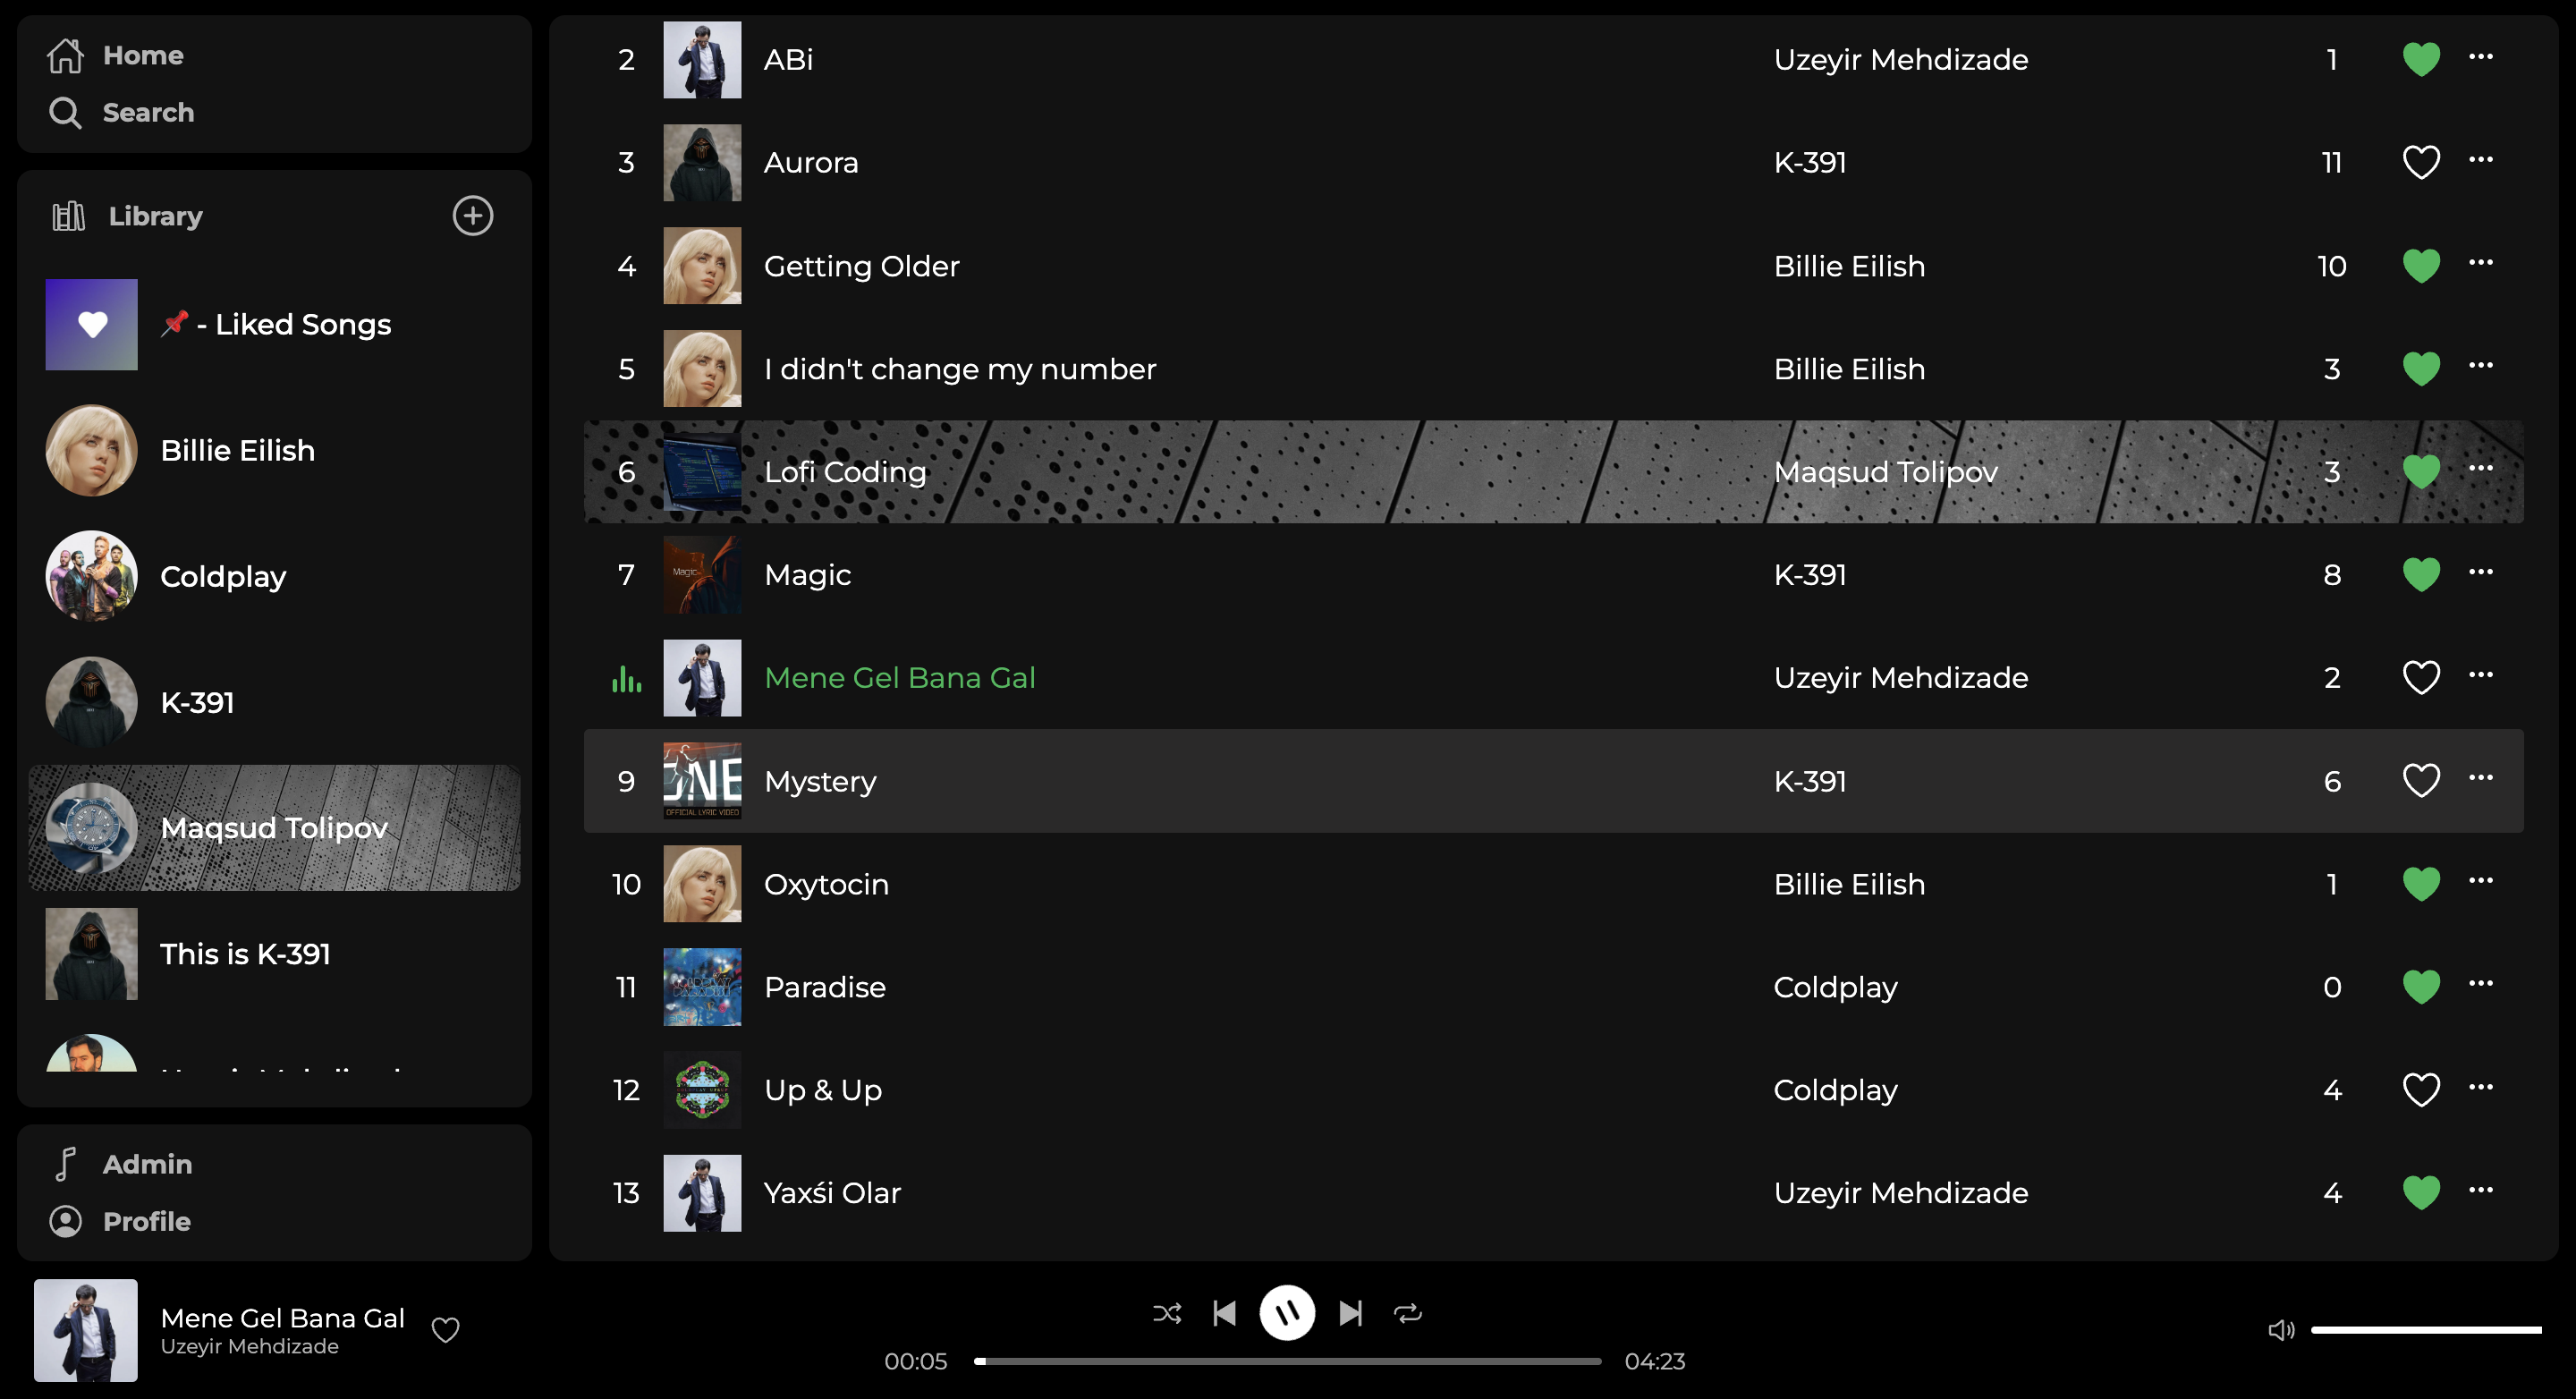 Home
Search
Library
📌 - Liked Songs
Billie Eilish
Coldplay
K-391
Maqsud Tolipov
This is K-391
Admin
Profile
2 ABi Uzeyir Mehdizade 1
3 Aurora K-391 11
4 Getting Older Billie Eilish 10
5 I didn't change my number Billie Eilish 3
6 Lofi Coding Maqsud Tolipov 3
7 Magic K-391 8
Magic
Mene Gel Bana Gal Uzeyir Mehdizade 2
9 Mystery K-391 6
OFFICIAL LYRIC VIDEO
10 Oxytocin Billie Eilish 1
11 Paradise Coldplay 0
12 Up & Up Coldplay 4
13 Yaxśi Olar Uzeyir Mehdizade 4
Mene Gel Bana Gal
Uzeyir Mehdizade
00:05 04:23